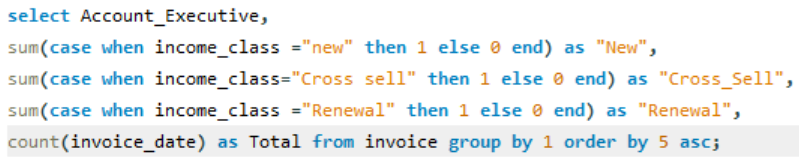 select Account_Executive,
sum(case when income_class ="new" then 1 else 0 end) as "New",
sum(case when income_class="Cross sell" then 1 else 0 end) as "Cross_Sell",
sum(case when income_class ="Renewal" then 1 else 0 end) as "Renewal",
count(invoice_date) as Total from invoice group by 1 order by 5 asc;